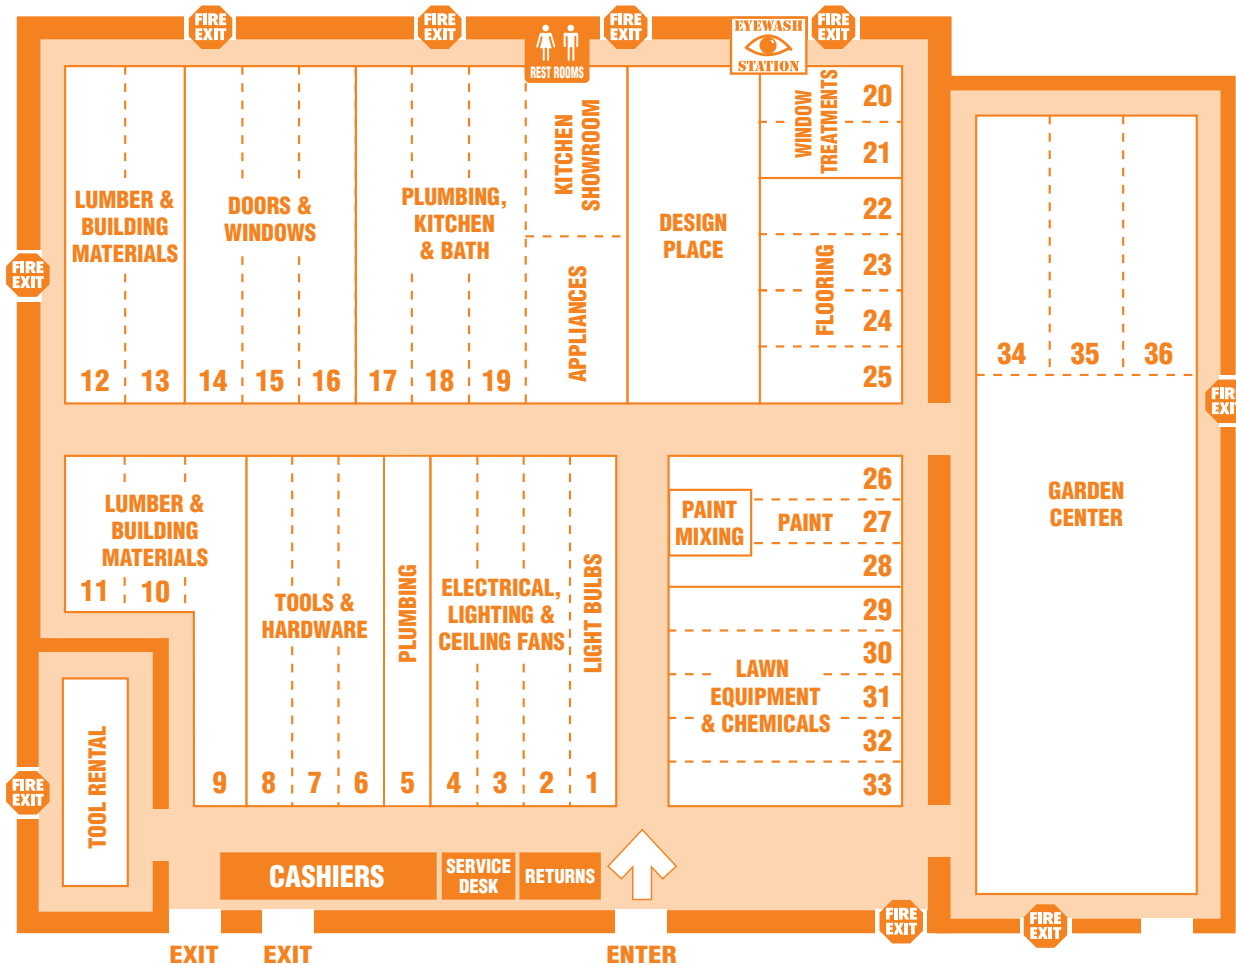 FIRE
EXIT
FIRE
EXIT
REST ROOMS
FIRE
EXIT
EYEWASH
STATION
FIRE
EXIT
LUMBER &
BUILDING
MATERIALS
12
13
DOORS &
WINDOWS
14
15
16
PLUMBING,
KITCHEN
& BATH
17
18
19
KITCHEN
SHOWROOM
APPLIANCES
DESIGN
PLACE
WINDOW
TREATMENTS
20
21
22
FLOORING
23
24
25
FIRE
EXIT
34
35
36
FIRE
EXIT
GARDEN
CENTER
LUMBER &
BUILDING
MATERIALS
11
10
9
TOOLS &
HARDWARE
8
7
6
PLUMBING
5
ELECTRICAL,
LIGHTING &
CEILING FANS
4
3
2
LIGHT BULBS
1
26
PAINT
MIXING
PAINT
27
28
29
30
LAWN
EQUIPMENT
& CHEMICALS
31
32
33
FIRE
EXIT
TOOL RENTAL
CASHIERS
SERVICE
DESK
RETURNS
FIRE
EXIT
FIRE
EXIT
EXIT
EXIT
ENTER